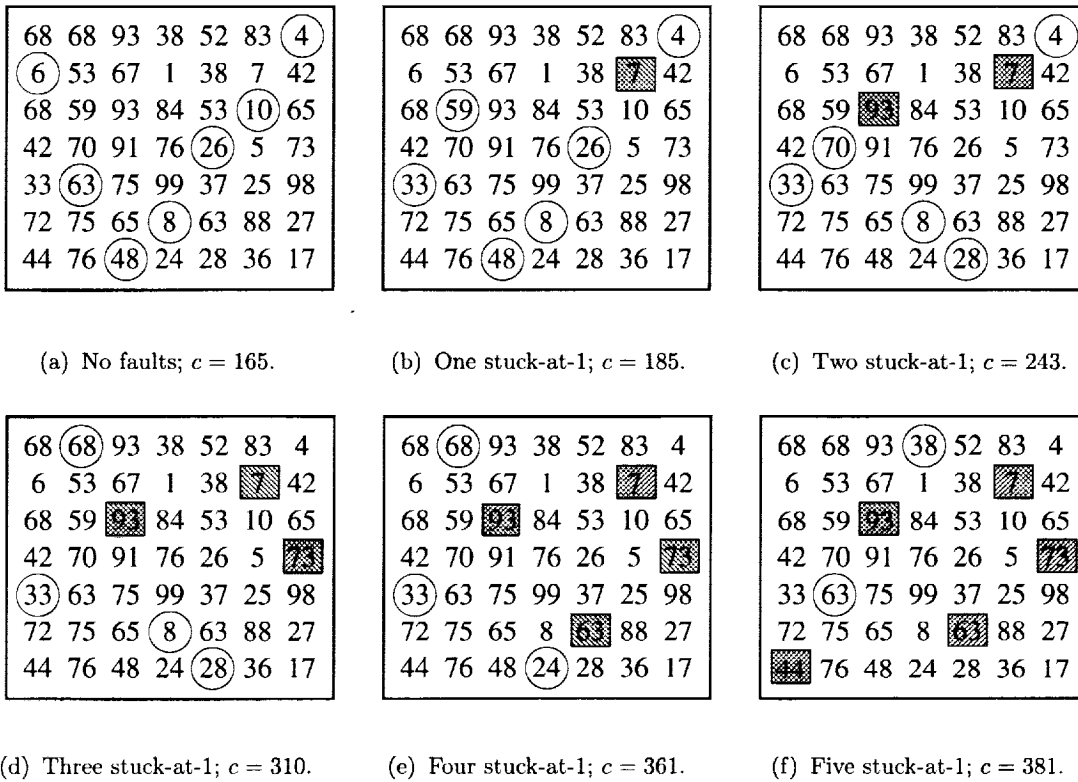 68 68 93 38 52 83 4
6 53 67 1 38 7 42
68 59 93 84 53 10 65
42 70 91 76 26 5 73
33 63 75 99 37 25 98
72 75 65 8 63 88 27
44 76 48 24 28 36 17
(a) No faults; c = 165.
68 68 93 38 52 83 4
6 53 67 1 38 7 42
68 59 93 84 53 10 65
42 70 91 76 26 5 73
33 63 75 99 37 25 98
72 75 65 8 63 88 27
44 76 48 24 28 36 17
(b) One stuck-at-1; c = 185.
68 68 93 38 52 83 4
6 53 67 1 38 7 42
68 59 93 84 53 10 65
42 70 91 76 26 5 73
33 63 75 99 37 25 98
72 75 65 8 63 88 27
44 76 48 24 28 36 17
(c) Two stuck-at-1; c = 243.
68 68 93 38 52 83 4
6 53 67 1 38 7 42
68 59 93 84 53 10 65
42 70 91 76 26 5 73
33 63 75 99 37 25 98
72 75 65 8 63 88 27
44 76 48 24 28 36 17
(d) Three stuck-at-1; c = 310.
68 68 93 38 52 83 4
6 53 67 1 38 7 42
68 59 93 84 53 10 65
42 70 91 76 26 5 73
33 63 75 99 37 25 98
72 75 65 8 63 88 27
44 76 48 24 28 36 17
(e) Four stuck-at-1; c = 361.
68 68 93 38 52 83 4
6 53 67 1 38 7 42
68 59 93 84 53 10 65
42 70 91 76 26 5 73
33 63 75 99 37 25 98
72 75 65 8 63 88 27
44 76 48 24 28 36 17
(f) Five stuck-at-1; c = 381.